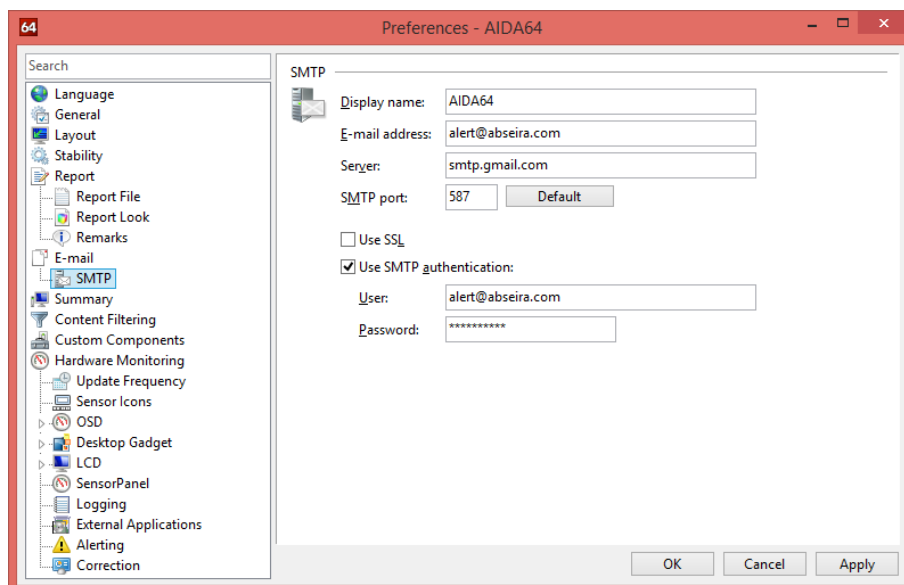 64
Preferences - AIDA64
Search
Language
General
Layout
Stability
Report
Report File
Report Look
Remarks
E-mail
SMTP
Summary
Content Filtering
Custom Components
Hardware Monitoring
Update Frequency
Sensor Icons
OSD
Desktop Gadget
LCD
SensorPanel
Logging
External Applications
Alerting
Correction
SMTP
Display name: AIDA64
E-mail address: alert@abseira.com
Server: smtp.gmail.com
SMTP port: 587 Default
Use SSL
Use SMTP authentication:
User: alert@abseira.com
Password: **********
OK Cancel Apply